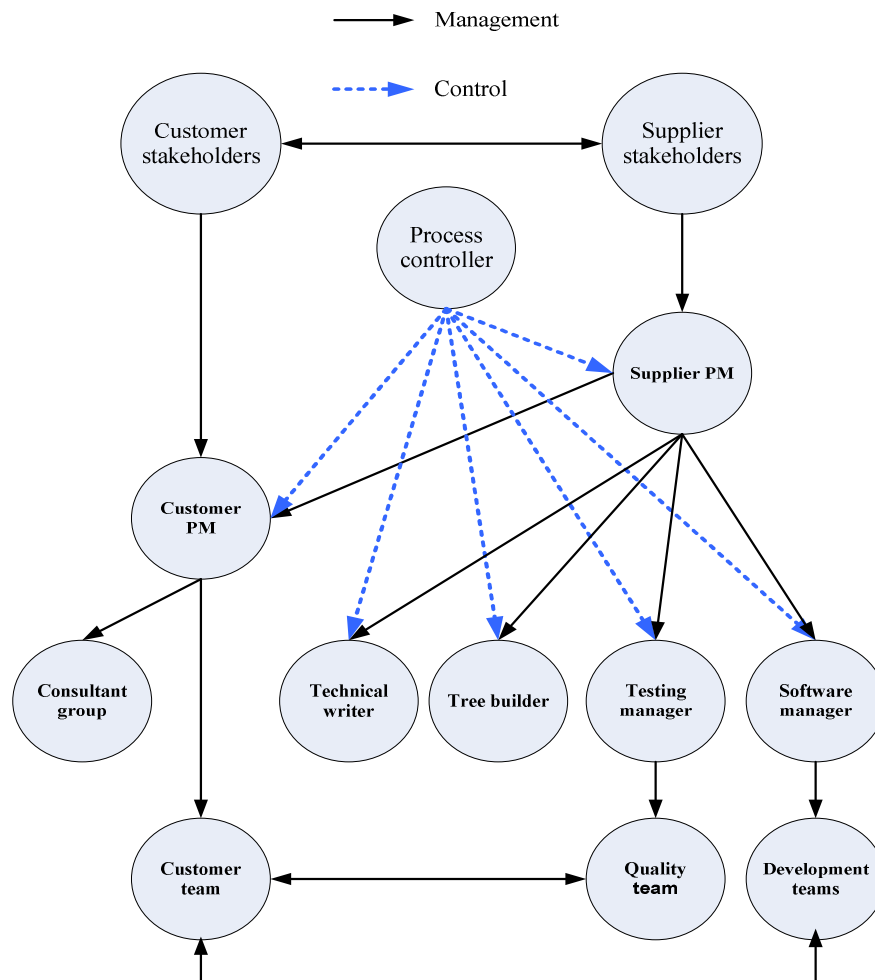 Management
Control
Customer
stakeholders
Supplier
stakeholders
Process
controller
Supplier PM
Customer
PM
Consultant
group
Technical
writer
Tree builder
Testing
manager
Software
manager
Customer
team
Quality
team
Development
teams